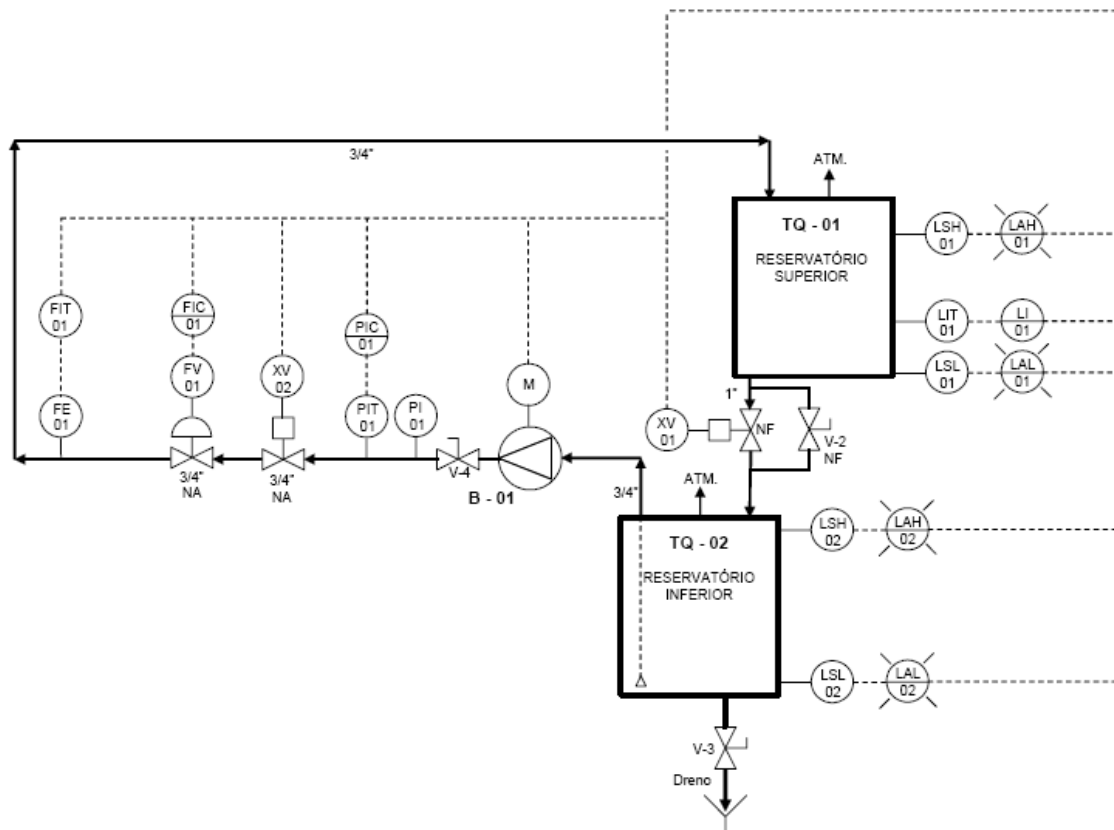 3/4"
ATM.
TQ - 01
RESERVATÓRIO
SUPERIOR
LSH
01
LAH
01
FIT
01
FIC
01
PIC
01
LIT
01
LI
01
FV
01
XV
02
LSL
01
LAL
01
M
1"
FE
01
PIT
01
PI
01
XV
01
NF
V-2
NF
3/4"
NA
3/4"
NA
V-4
B - 01
3/4"
ATM.
TQ - 02
RESERVATÓRIO
INFERIOR
LSH
02
LAH
02
LSL
02
LAL
02
V-3
Dreno